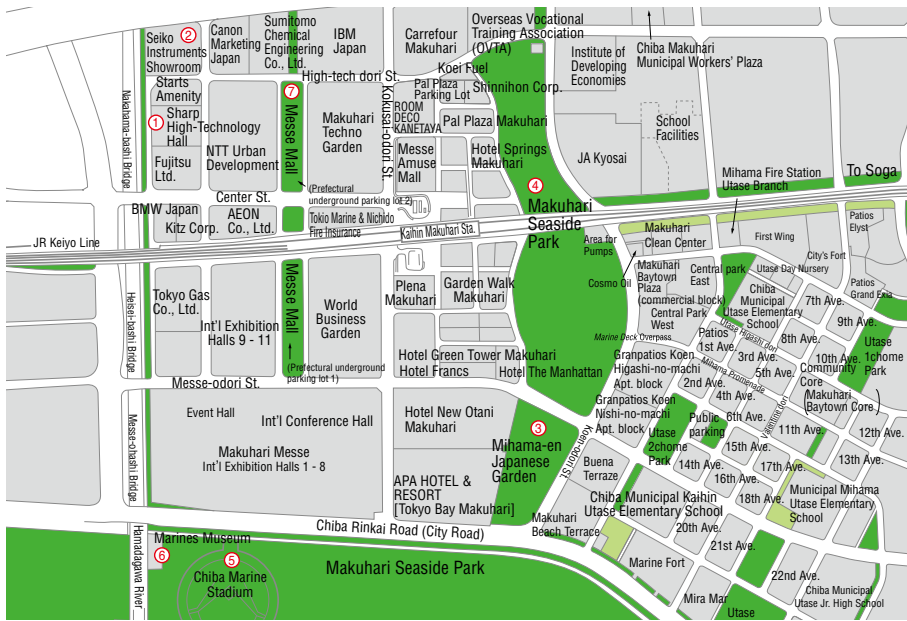 Seiko
Instruments
Showroom
②
Canon
Marketing
Japan
Sumitomo
Chemical
Engineering
Co., Ltd.
IBM
Japan
Carrefour
Makuhari
Overseas Vocational
Training Association
(OVTA)
Chiba Makuhari
Municipal Workers' Plaza
Institute of
Developing
Economies
High-tech dori St.
Koei Fuel
Pal Plaza
Parking Lot
Shinnihon Corp.
Nakahama-bashi Bridge
Starts
Amenity
①
Sharp
High-Technology
Hall
Fujitsu
Ltd.
NTT Urban
Development
⑦
Messe Mall
Makuhari
Techno
Garden
Kokusai-odori St.
ROOM
DECO
KANETAYA
Pal Plaza
Makuhari
Messe
Amuse
Mall
Hotel Springs
Makuhari
School
Facilities
JA Kyosai
Mihama Fire Station
Utase Branch
To Soga
(Prefectural
underground parking lot 2)
Center St.
④
Makuhari
Seaside
Park
BMW Japan
Kitz Corp.
AEON
Co., Ltd.
Tokio Marine & Nichido
Fire Insurance
Kaihin Makuhari Sta.
JR Keiyo Line
Area for
Pumps
Makuhari
Clean Center
First Wing
Patios
Elyst
City's Fort
Cosmo Oil
Makuhari
Baytown Plaza
(commercial block)
Central park
East
Utase Day Nursery
Patios
Grand Exia
Heisei-bashi Bridge
Tokyo Gas
Co., Ltd.
Int'l Exhibition
Halls 9 - 11
Messe Mall
World
Business
Garden
Plena
Makuhari
Garden Walk
Makuhari
Central Park
West
Chiba
Municipal
Utase Elementary
School
7th Ave.
9th Ave.
Marine Deck Overpass
Patios
1st Ave.
Utase Higashi dori
3rd Ave.
8th Ave.
10th Ave.
Utase
1chome
Park
(Prefectural underground
parking lot 1)
Hotel Green Tower Makuhari
Hotel Francs
Hotel The Manhattan
Granpatios Koen
Higashi-no-machi
Apt. block
Mihama Promenade
5th Ave.
Community
Core
(Makuhari
Baytown Core)
Messe-odori St.
2nd Ave.
4th Ave.
Messe-ohashi Bridge
Event Hall
Int'l Conference Hall
Hotel New Otani
Makuhari
Granpatios Koen
Nishi-no-machi
Apt. block
Public
parking
6th Ave.
Valentine dori
11th Ave.
12th Ave.
Makuhari Messe
Int'l Exhibition Halls 1 - 8
③
Mihama-en
Japanese
Garden
Koen-odori St.
Utase
2chome
Park
15th Ave.
13th Ave.
Buena
Terrace
14th Ave.
17th Ave.
APA HOTEL &
RESORT
[Tokyo Bay Makuhari]
16th Ave.
18th Ave.
Municipal Mihama
Utase Elementary
School
Chiba Municipal Kaihin
Utase Elementary School
Makuhari
Beach Terrace
20th Ave.
Chiba Rinkai Road (City Road)
21st Ave.
Hamadagawa River
Marines Museum
⑥
⑤
Chiba Marine
Stadium
Makuhari Seaside Park
Marine Fort
22nd Ave.
Mira Mar
Chiba Municipal
Utase Jr. High School
Utase